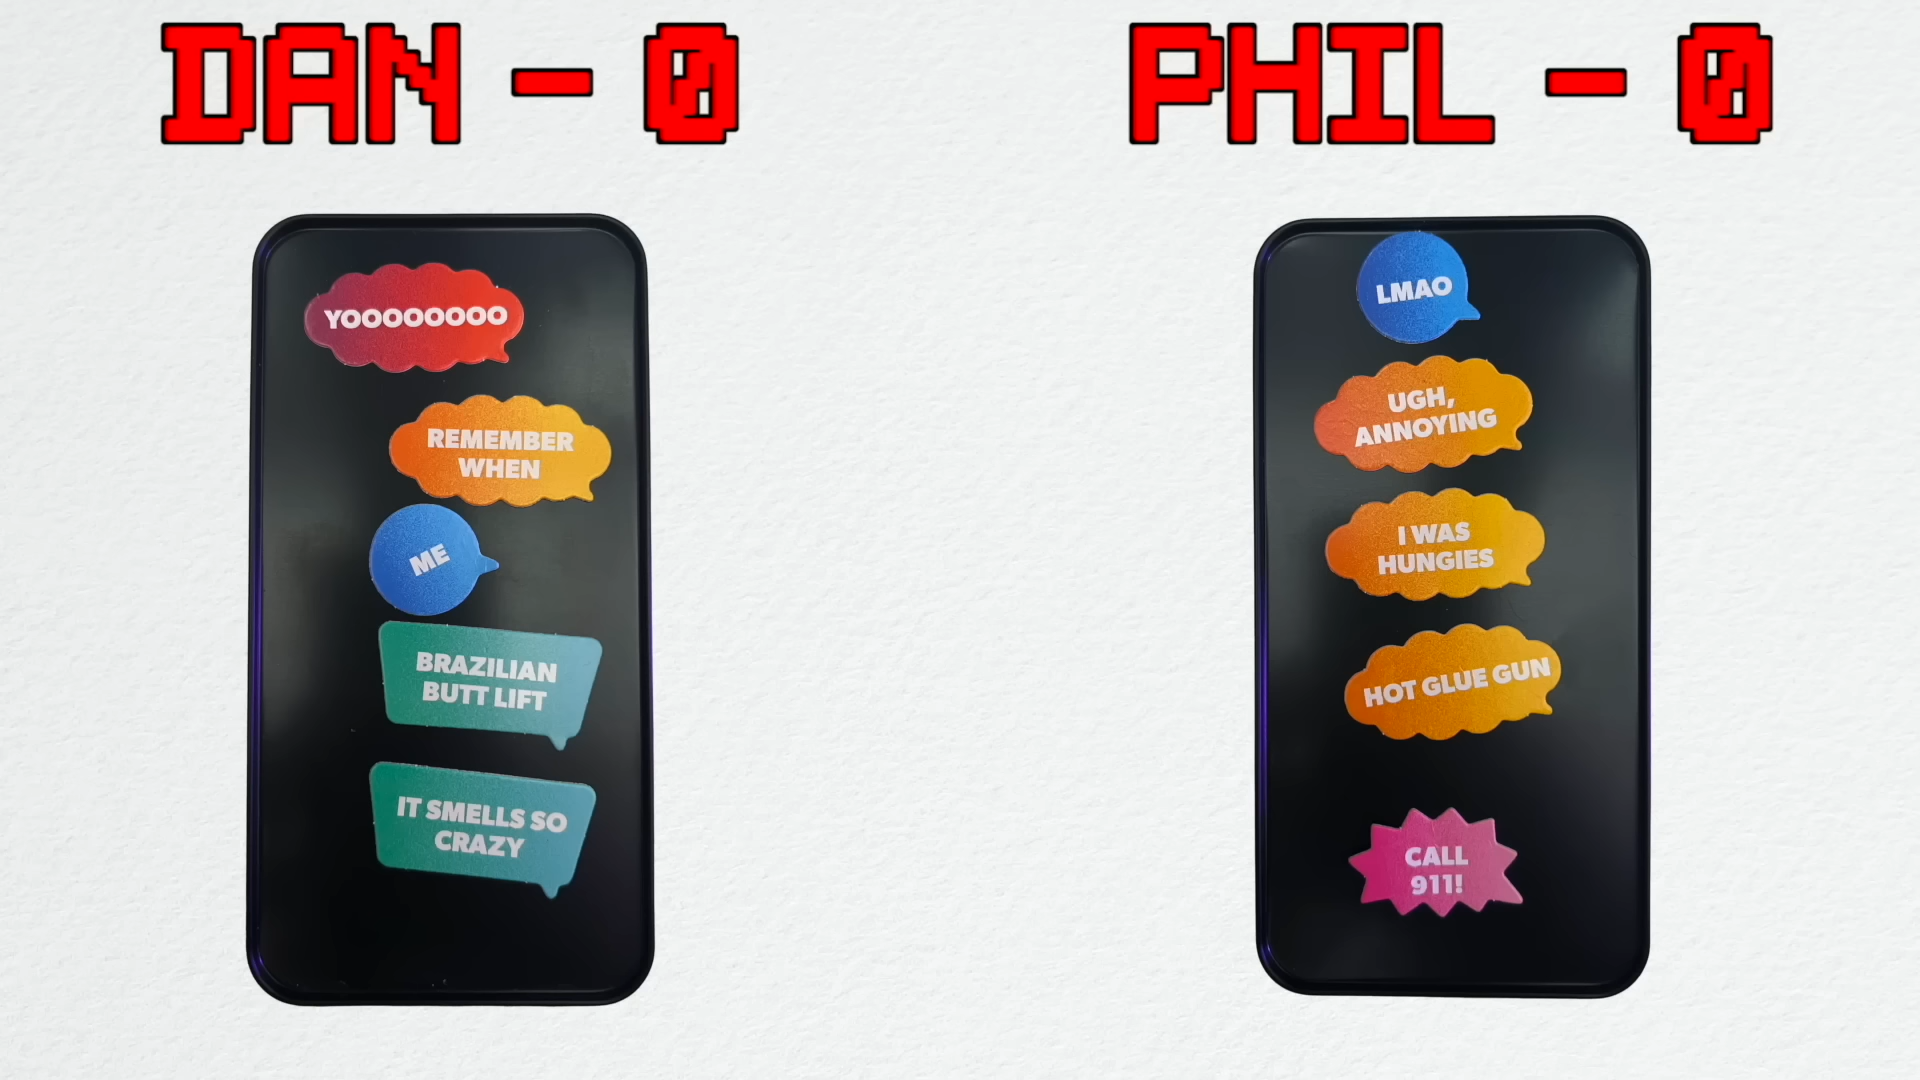 DAN - 0
YOOOOOOOO
REMEMBER
WHEN
ME
BRAZILIAN
BUTT LIFT
IT SMELLS SO
CRAZY
PHIL - 0
LMAO
UGH,
ANNOYING
I WAS
HUNGIES
HOT GLUE GUN
CALL
911!